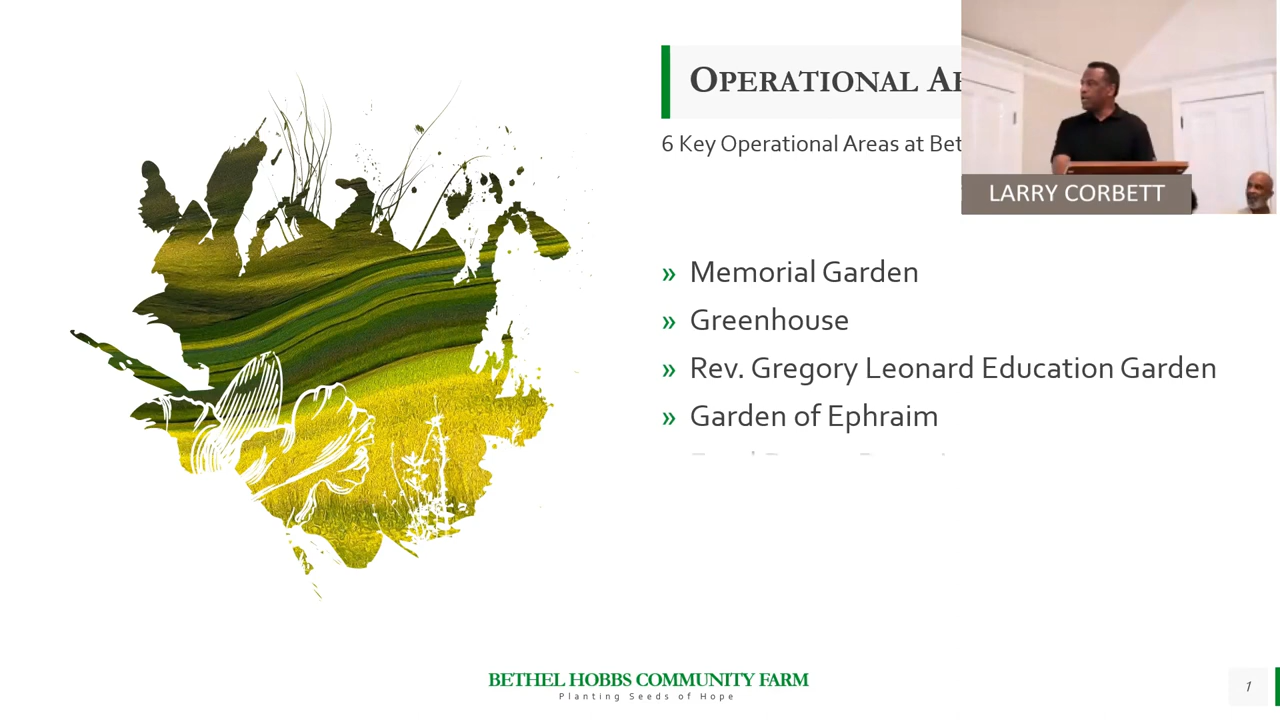 OPERATIONAL
6 Key Operational Areas at
LARRY CORBETT
» Memorial Garden
» Greenhouse
» Rev. Gregory Leonard Education Garden
» Garden of Ephraim
BETHEL HOBBS COMMUNITY FARM
Planting Seeds of Hope
1